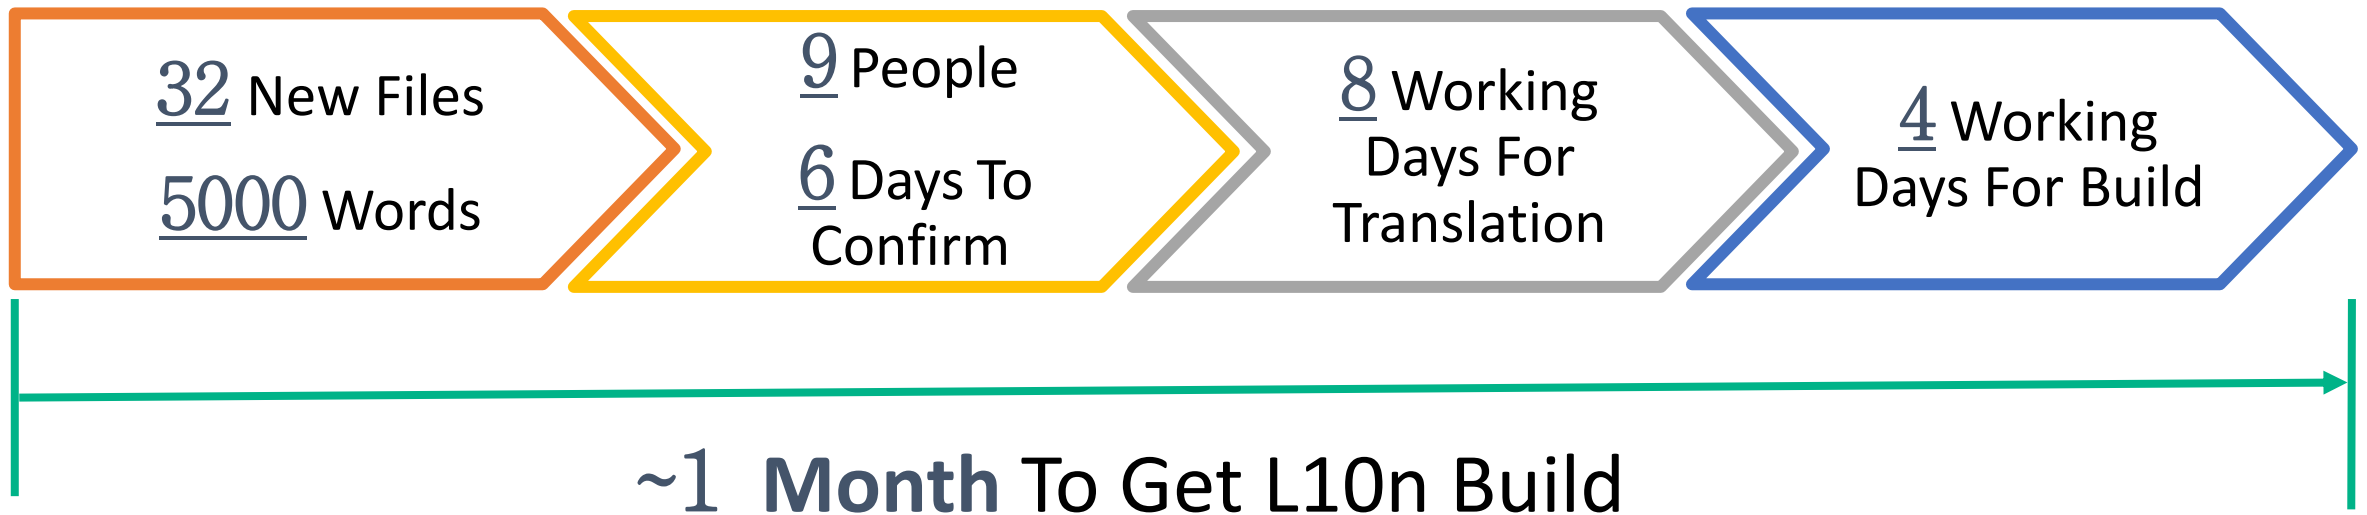 32 New Files
5000 Words
9 People
6 Days To
Confirm
8 Working
Days For
Translation
4 Working
Days For Build
~1 Month To Get L10n Build